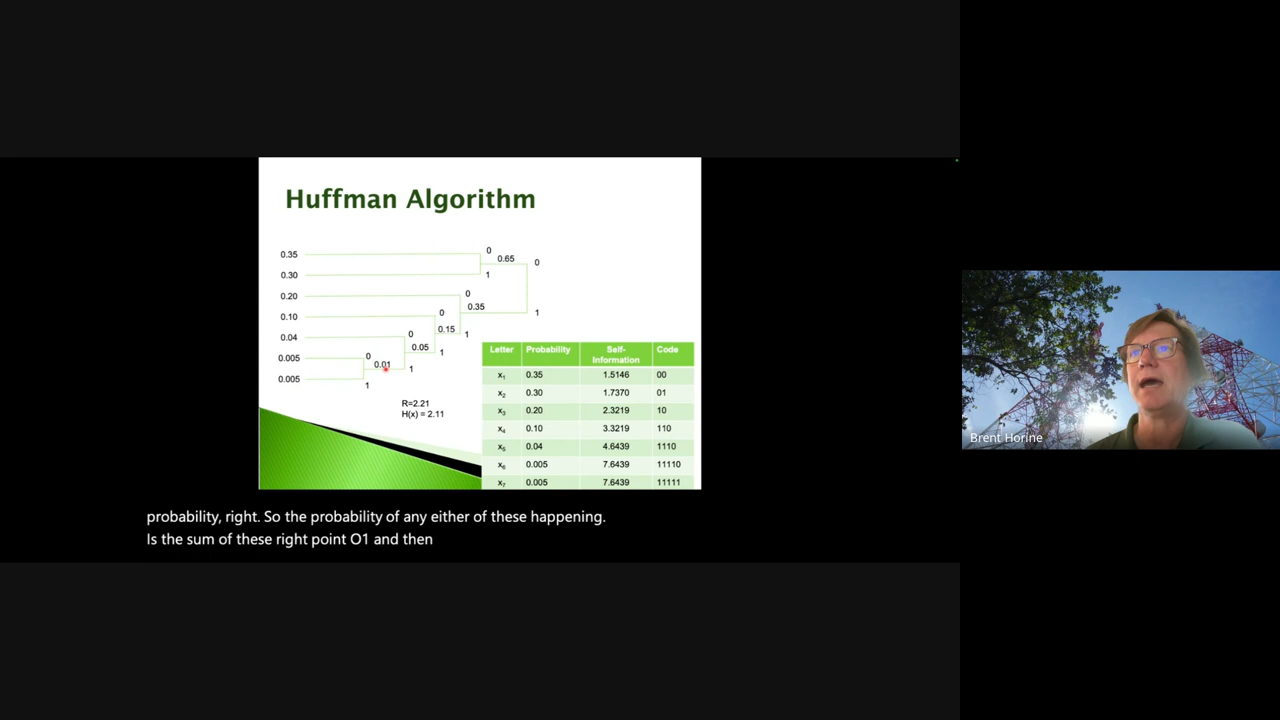 Huffman Algorithm
0.35
0.30
0.20
0.10
0.04
0.005
0.005
0
0.65
1
0
0
0.35
1
0
0.15
1
0
0.05
1
0
0.01
1
1
R=2.21
H(x) = 2.11
Letter Probability Self-Information Code
x₁ 0.35 1.5146 00
x₂ 0.30 1.7370 01
x₃ 0.20 2.3219 10
x₄ 0.10 3.3219 110
x₅ 0.04 4.6439 1110
x₆ 0.005 7.6439 11110
x₇ 0.005 7.6439 11111
Brent Horine
probability, right. So the probability of any either of these happening.
Is the sum of these right point O1 and then